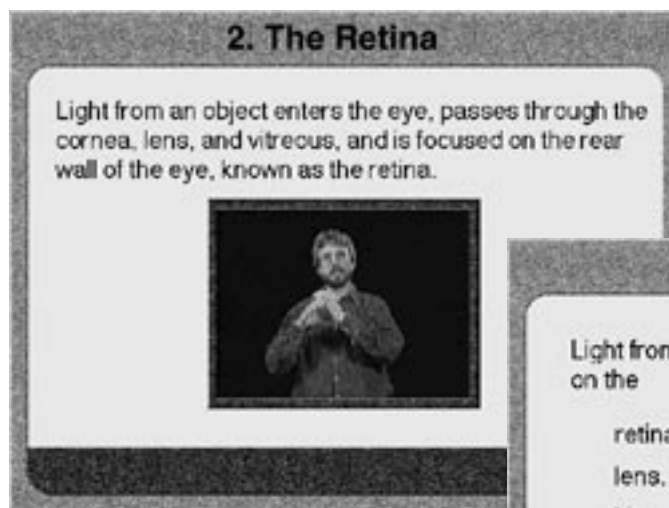 2. The Retina
Light from an object enters the eye, passes through the
cornea, lens, and vitreous, and is focused on the rear
wall of the eye, known as the retina.
Light from
on the
retina
lens,